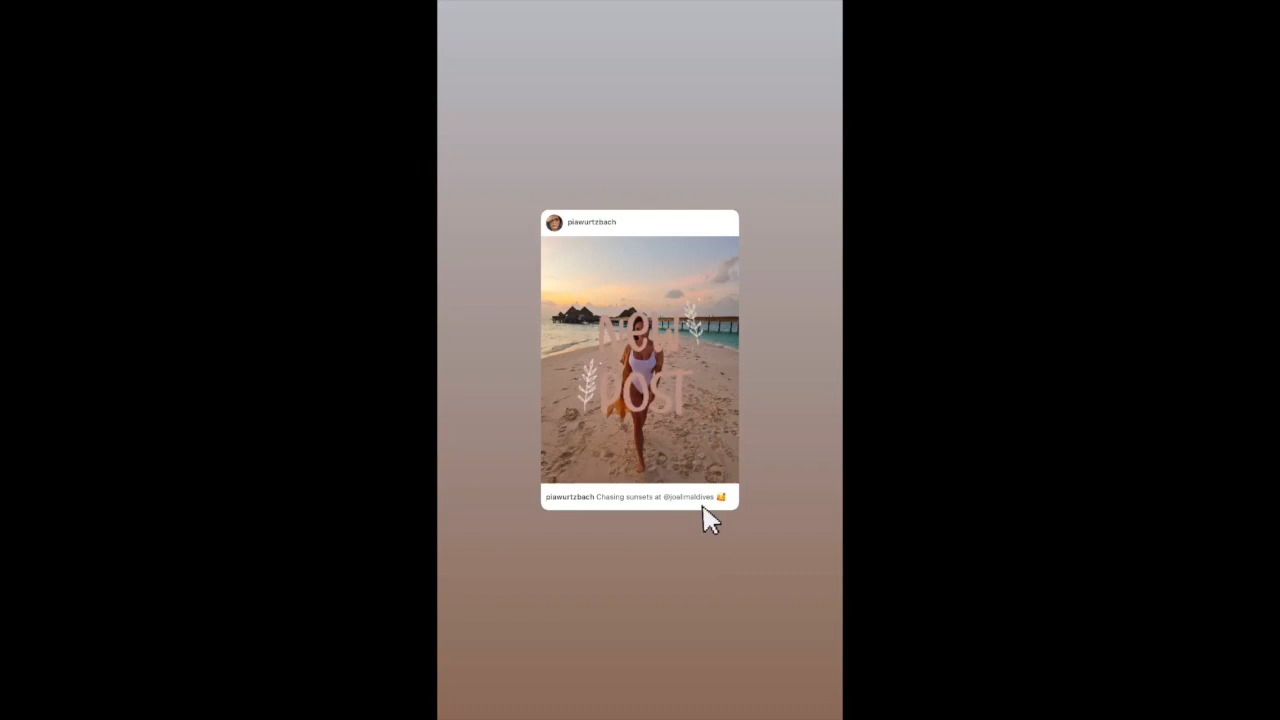 piawurtzbach
New
POST
piawurtzbach Chasing sunsets at @joalimaldives 🥰